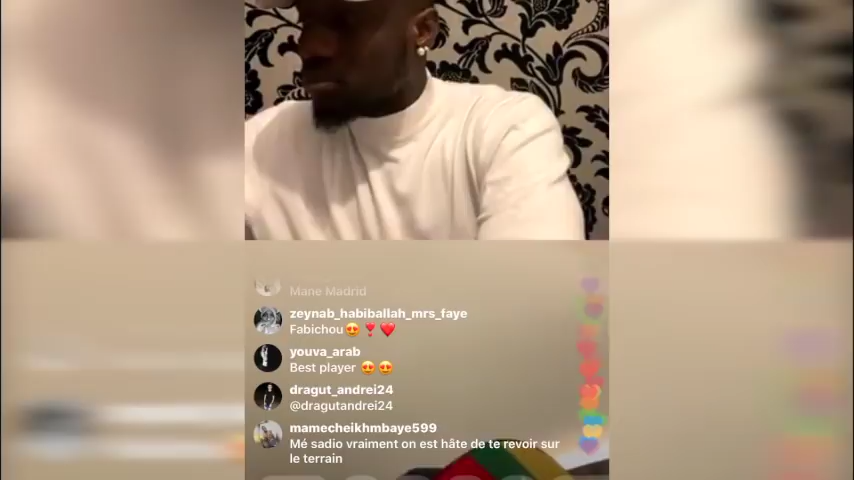 Mane Madrid
zeynab_habiballah_mrs_faye
Fabichou😍❣️❤️
youva_arab
Best player 😍😍
dragut_andrei24
@dragutandrei24
mamecheikhmbaye599
Mé sadio vraiment on est hâte de te revoir sur
le terrain